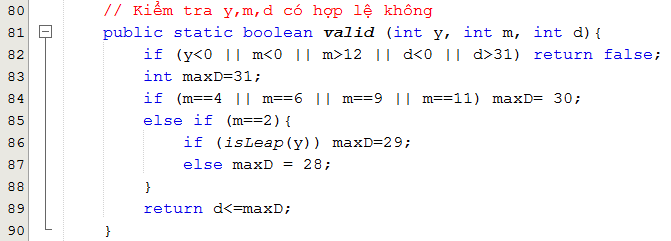 80 // Kiểm tra y,m,d có hợp lệ không
81 public static boolean valid (int y, int m, int d){
82 if (y<0 || m<0 || m>12 || d<0 || d>31) return false;
83 int maxD=31;
84 if (m==4 || m==6 || m==9 || m==11) maxD= 30;
85 else if (m==2){
86 if (isLeap(y)) maxD=29;
87 else maxD = 28;
88 }
89 return d<=maxD;
90 }